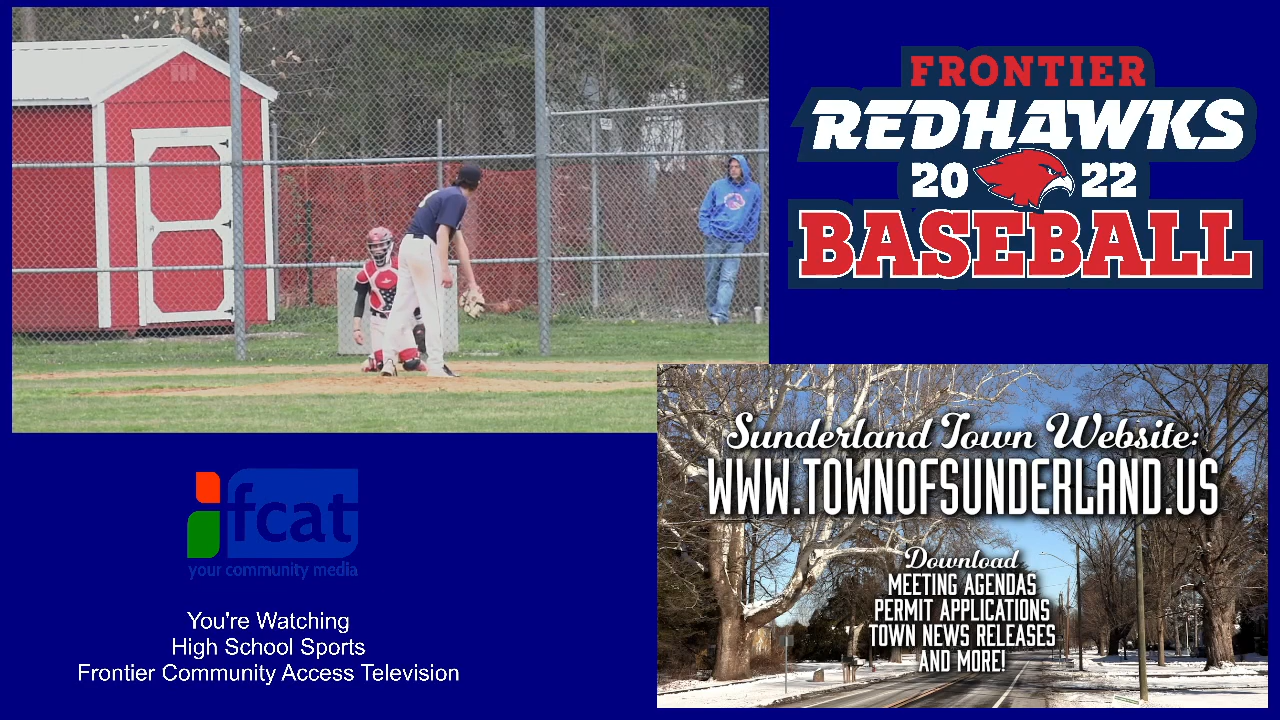 FRONTIER
REDHAWKS
20 22
BASEBALL
Sunderland Town Website:
WWW.TOWNOFSUNDERLAND.US
Download
MEETING AGENDAS
PERMIT APPLICATIONS
TOWN NEWS RELEASES
AND MORE!
fcat
your community media
You're Watching
High School Sports
Frontier Community Access Television